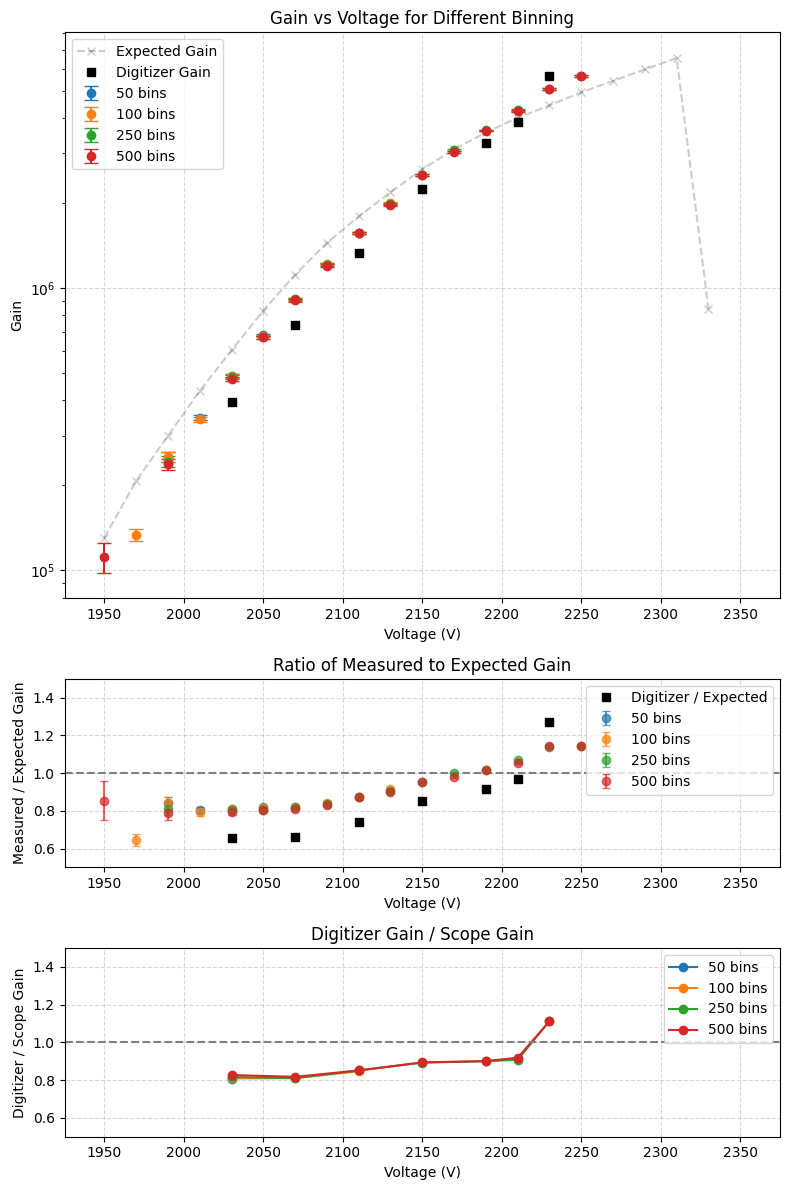 Gain vs Voltage for Different Binning
Expected Gain
Digitizer Gain
50 bins
100 bins
250 bins
500 bins
Gain
10⁶
10⁵
1950 2000 2050 2100 2150 2200 2250 2300 2350
Voltage (V)
Ratio of Measured to Expected Gain
Measured / Expected Gain
1.4
1.2
1.0
0.8
0.6
Digitizer / Expected
50 bins
100 bins
250 bins
500 bins
1950 2000 2050 2100 2150 2200 2250 2300 2350
Voltage (V)
Digitizer Gain / Scope Gain
Digitizer / Scope Gain
1.4
1.2
1.0
0.8
0.6
50 bins
100 bins
250 bins
500 bins
1950 2000 2050 2100 2150 2200 2250 2300 2350
Voltage (V)